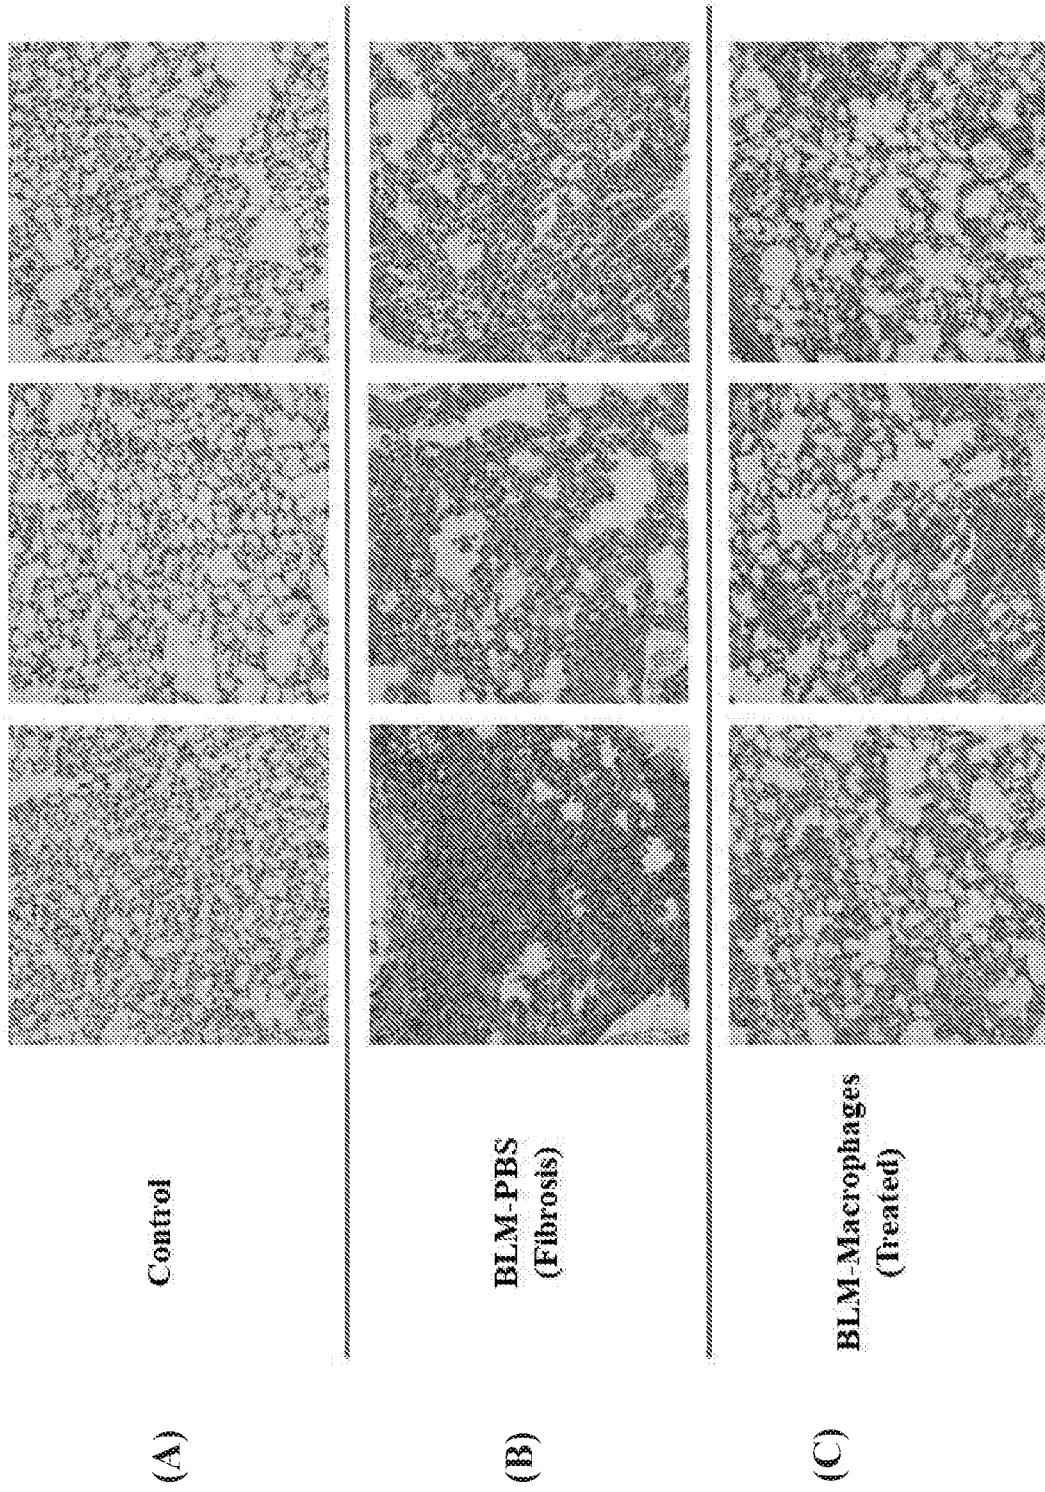 (A)
Control
(B)
BLM-PBS
(Fibrosis)
(C)
BLM-Macrophages
(Treated)